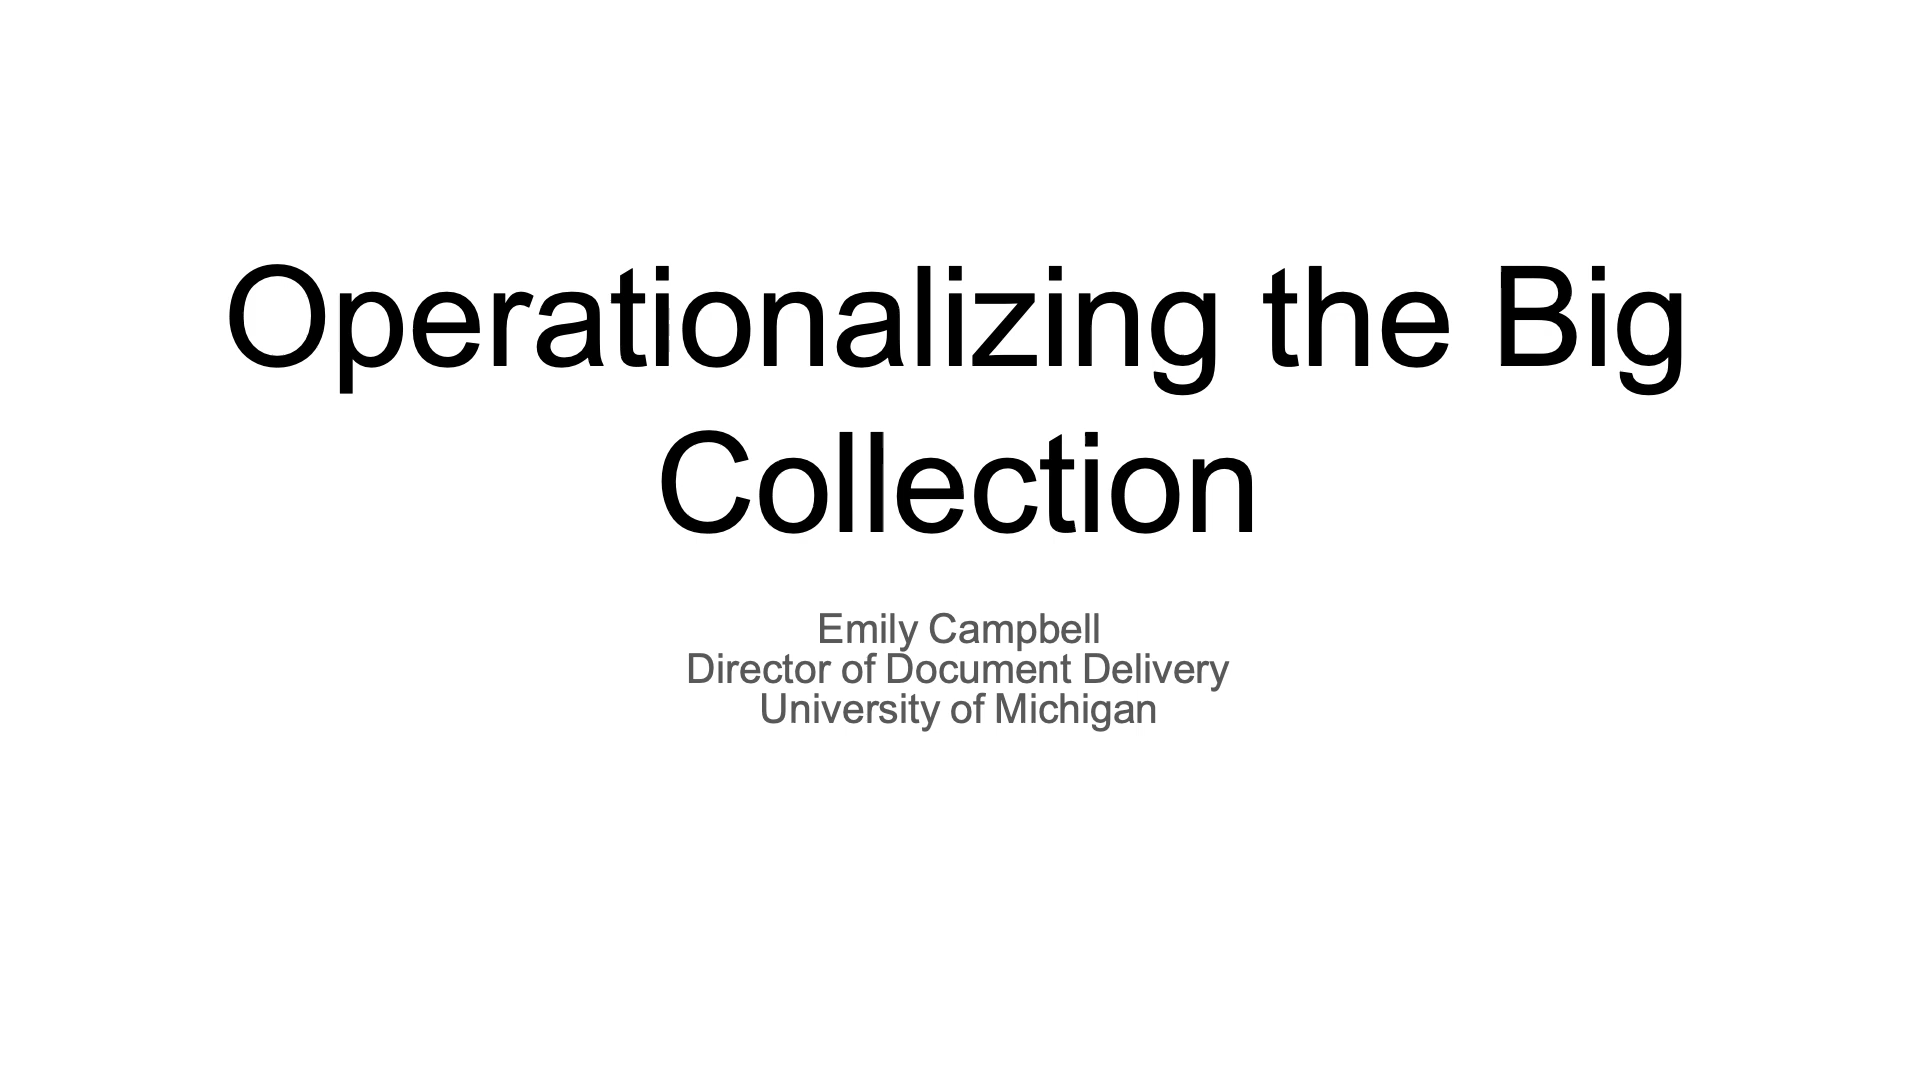 Operationalizing the Big
Collection
Emily Campbell
Director of Document Delivery
University of Michigan